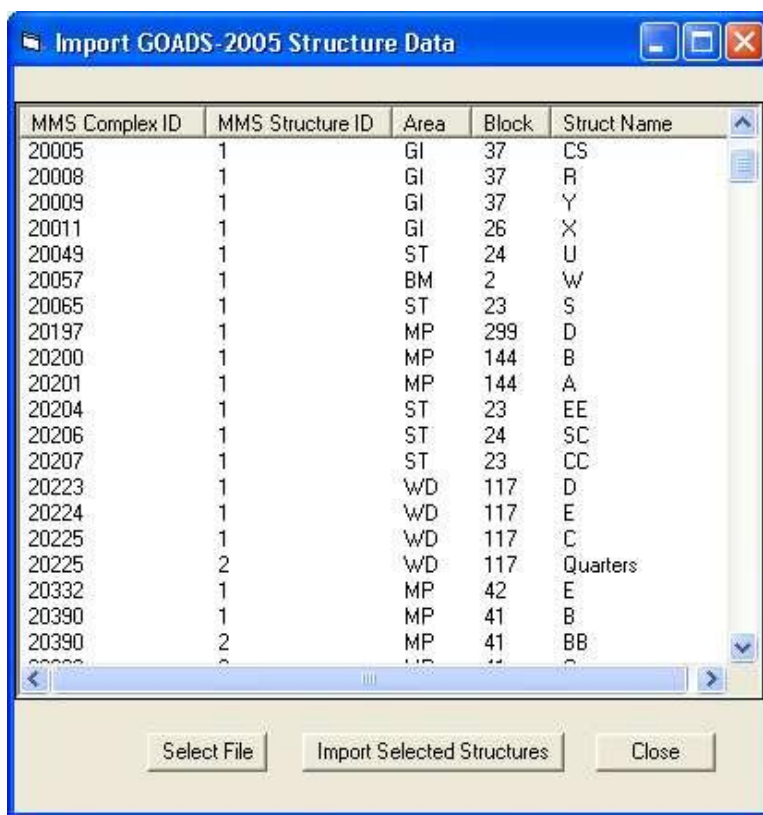 Import GOADS-2005 Structure Data
MMS Complex ID MMS Structure ID Area Block Struct Name
20005 1 GI 37 CS
20008 1 GI 37 R
20009 1 GI 37 Y
20011 1 GI 26 X
20049 1 ST 24 U
20057 1 BM 2 W
20065 1 ST 23 S
20197 1 MP 299 D
20200 1 MP 144 B
20201 1 MP 144 A
20204 1 ST 23 EE
20206 1 ST 24 SC
20207 1 ST 23 CC
20223 1 WD 117 D
20224 1 WD 117 E
20225 1 WD 117 C
20225 2 WD 117 Quarters
20332 1 MP 42 E
20390 1 MP 41 B
20390 2 MP 41 BB
Select File Import Selected Structures Close